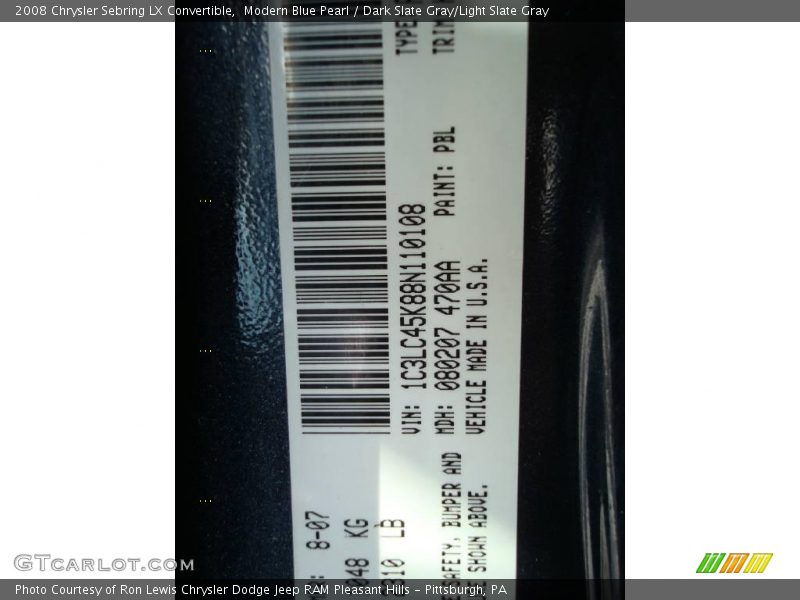 2008 Chrysler Sebring LX Convertible, Modern Blue Pearl / Dark Slate Gray/Light Slate Gray
8-07
048 KG
310 LB
TYPE
VIN: 1C3LC45K88N110108
TRIM
MDH: 080207 470AA PAINT: PBL
VEHICLE MADE IN U.S.A.
SAFETY, BUMPER AND
SHOWN ABOVE.
GTCarlot.com
Photo Courtesy of Ron Lewis Chrysler Dodge Jeep RAM Pleasant Hills - Pittsburgh, PA